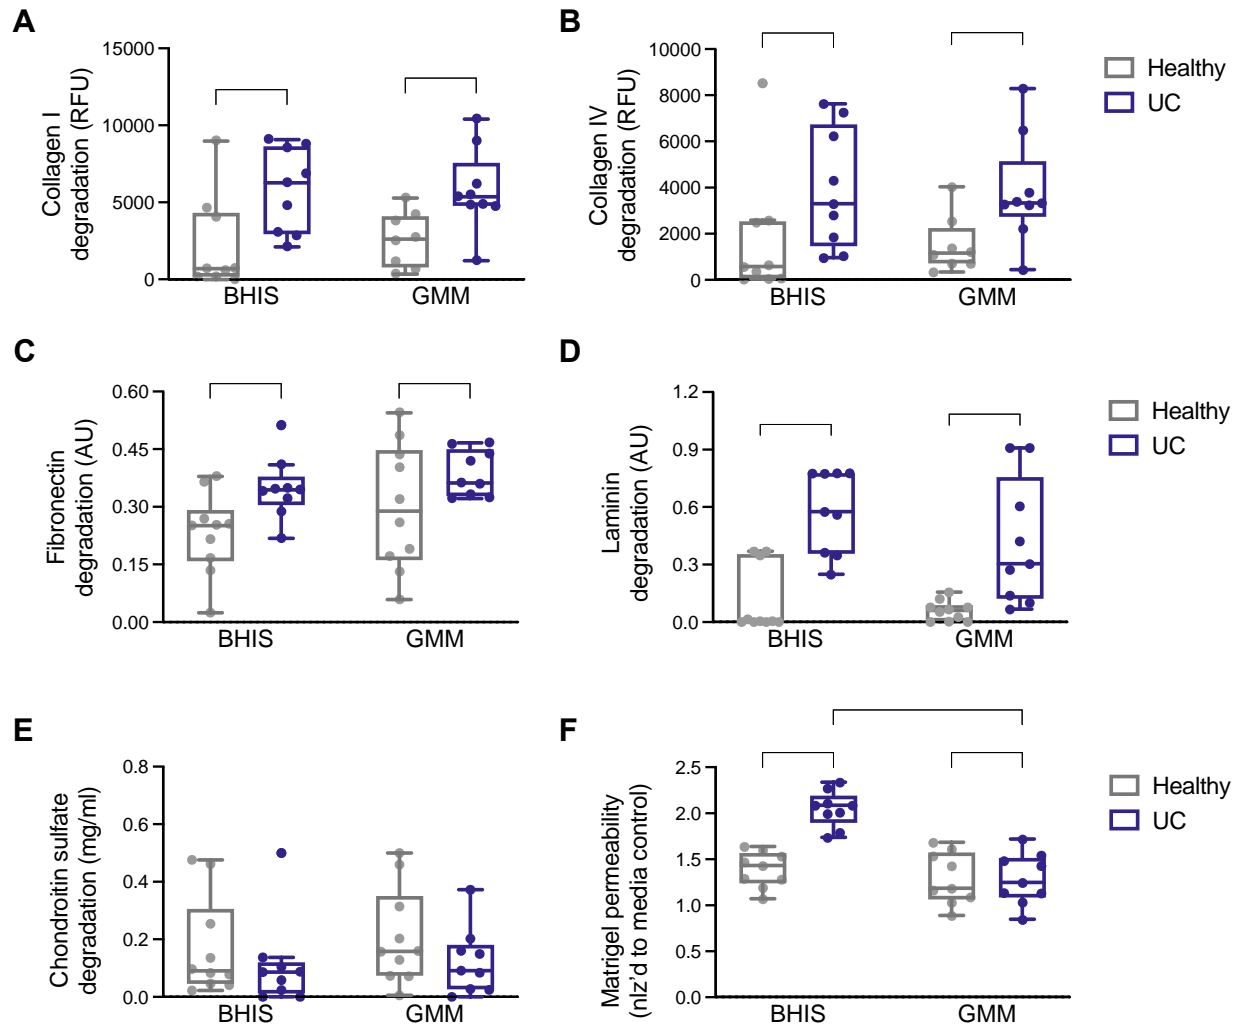 A
Collagen I
degradation (RFU)
15000
10000
5000
0
BHIS
GMM
B
Collagen IV
degradation (RFU)
10000
8000
6000
4000
2000
0
BHIS
GMM
Healthy
UC
C
Fibronectin
degradation (AU)
0.60
0.45
0.30
0.15
0.00
BHIS
GMM
D
Laminin
degradation (AU)
1.2
0.9
0.6
0.3
0.0
BHIS
GMM
Healthy
UC
E
Chondroitin sulfate
degradation (mg/ml)
0.8
0.6
0.4
0.2
0.0
BHIS
GMM
F
Matrigel permeability
(nlz'd to media control)
2.5
2.0
1.5
1.0
0.5
0.0
BHIS
GMM
Healthy
UC